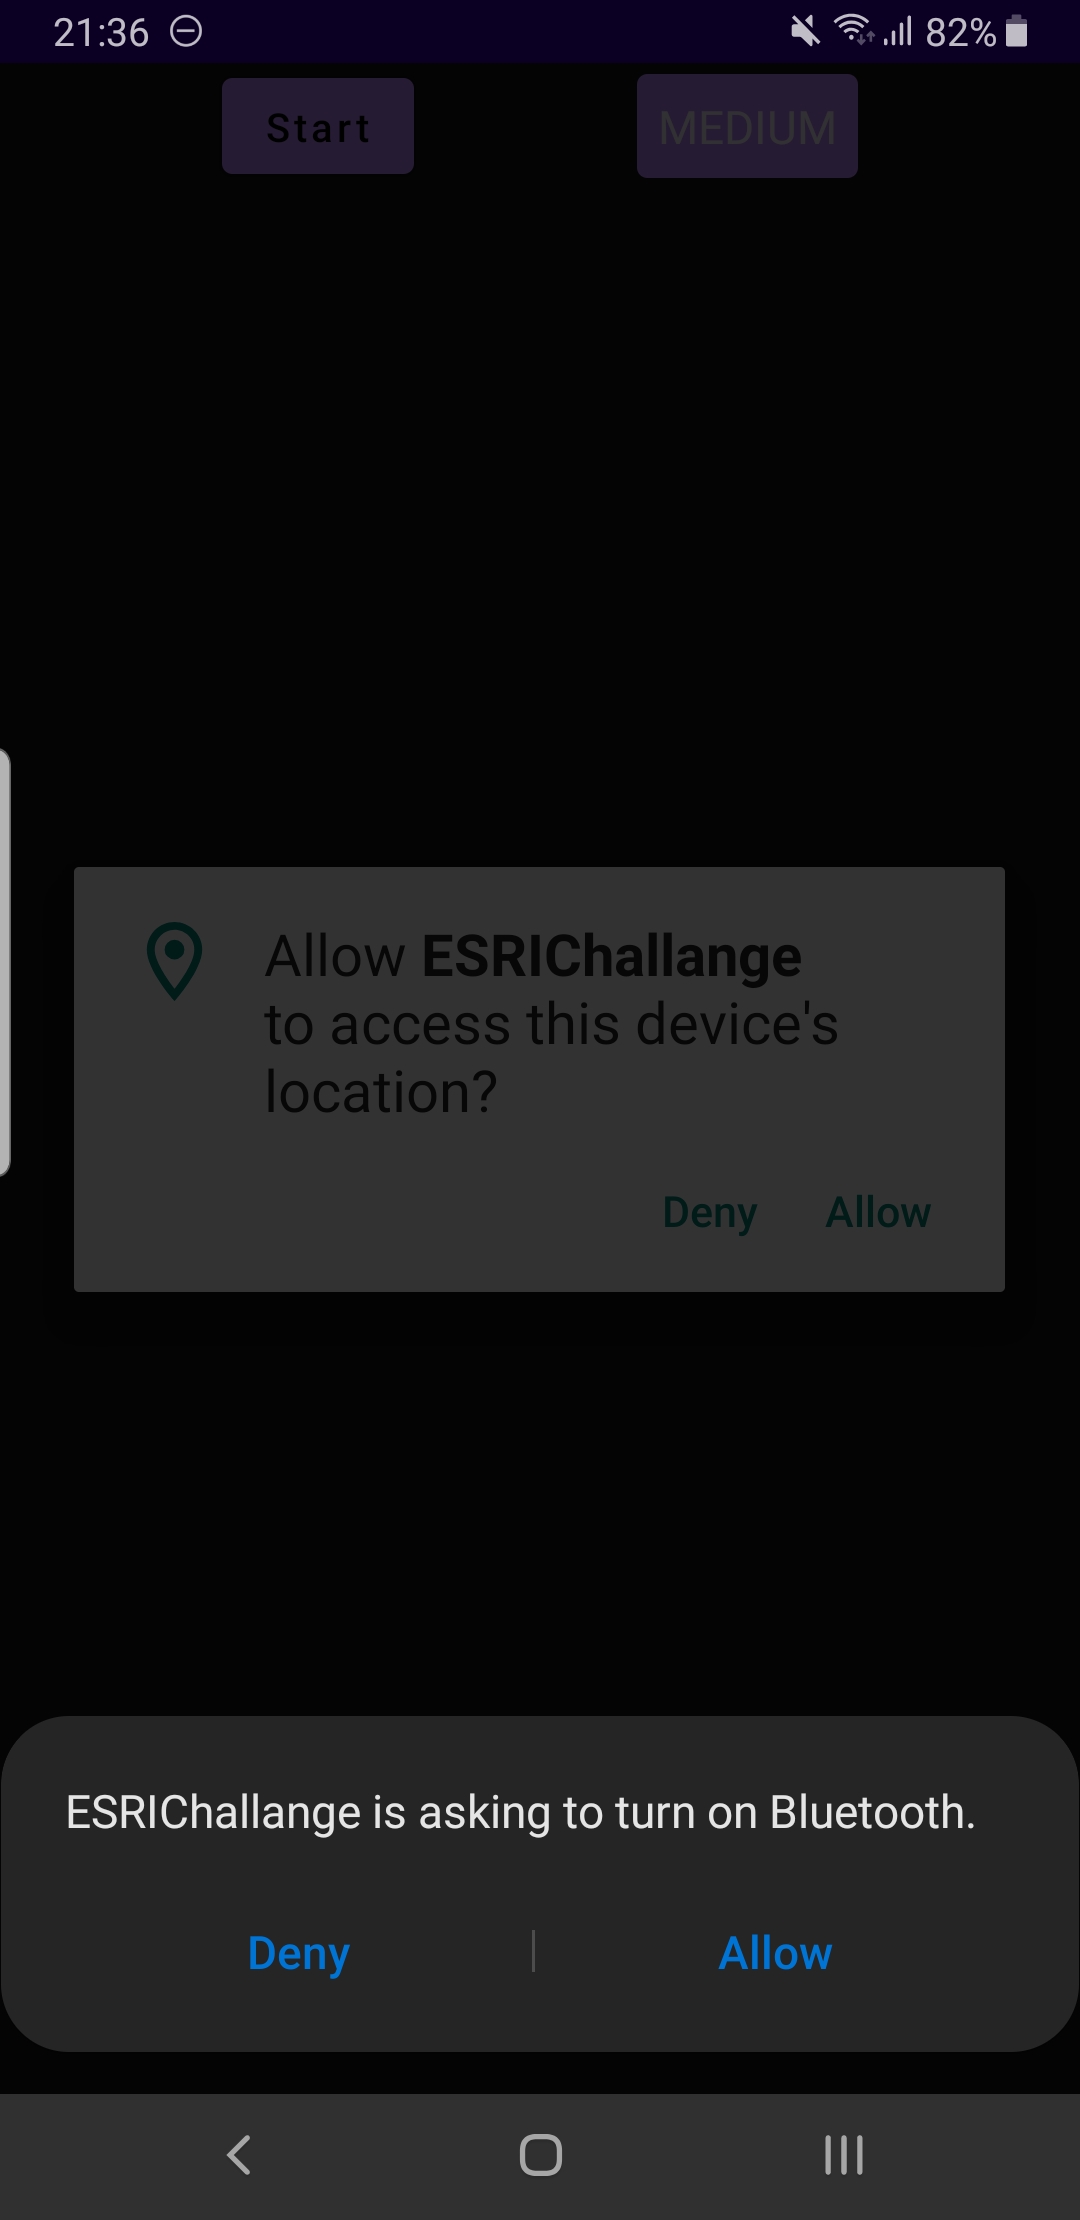 21:36 82%
Start MEDIUM
Allow ESRIChallange
to access this device's
location?
Deny Allow
ESRIChallange is asking to turn on Bluetooth.
Deny Allow